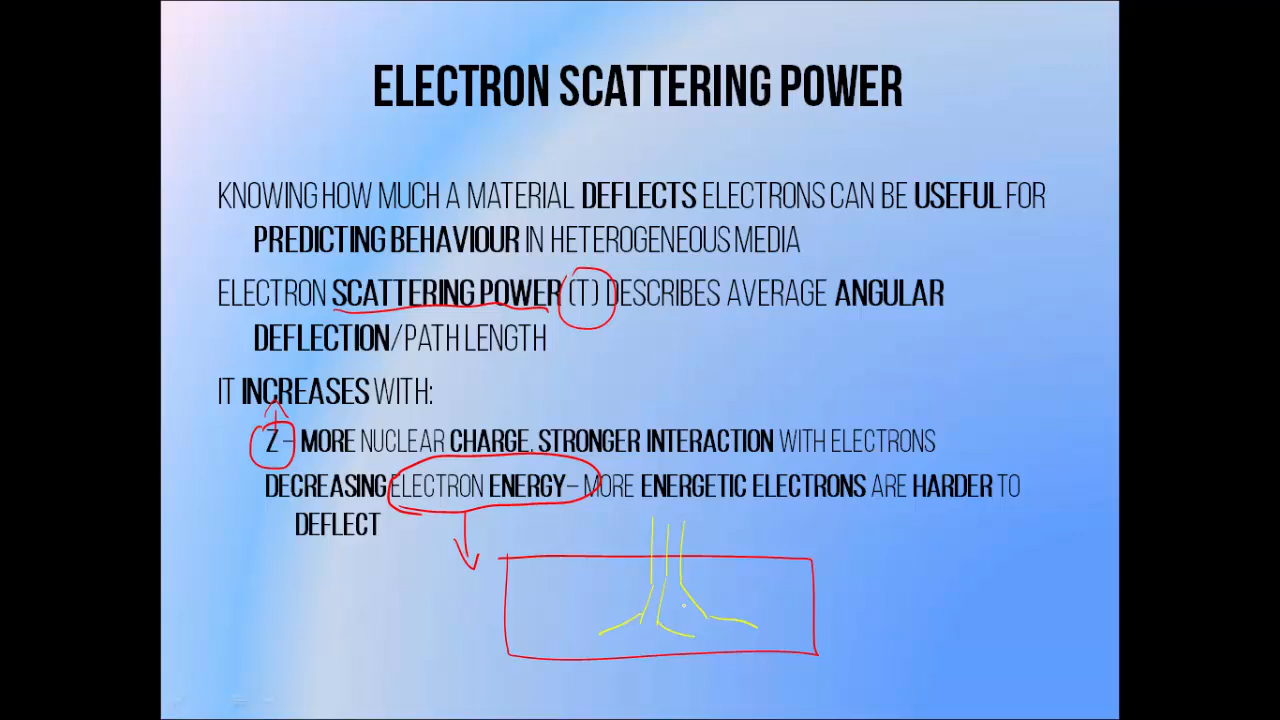 ELECTRON SCATTERING POWER
KNOWING HOW MUCH A MATERIAL DEFLECTS ELECTRONS CAN BE USEFUL FOR
PREDICTING BEHAVIOUR IN HETEROGENEOUS MEDIA
ELECTRON SCATTERING POWER (T) DESCRIBES AVERAGE ANGULAR
DEFLECTION/PATH LENGTH
IT INCREASES WITH:
Z – MORE NUCLEAR CHARGE, STRONGER INTERACTION WITH ELECTRONS
DECREASING ELECTRON ENERGY – MORE ENERGETIC ELECTRONS ARE HARDER TO
DEFLECT